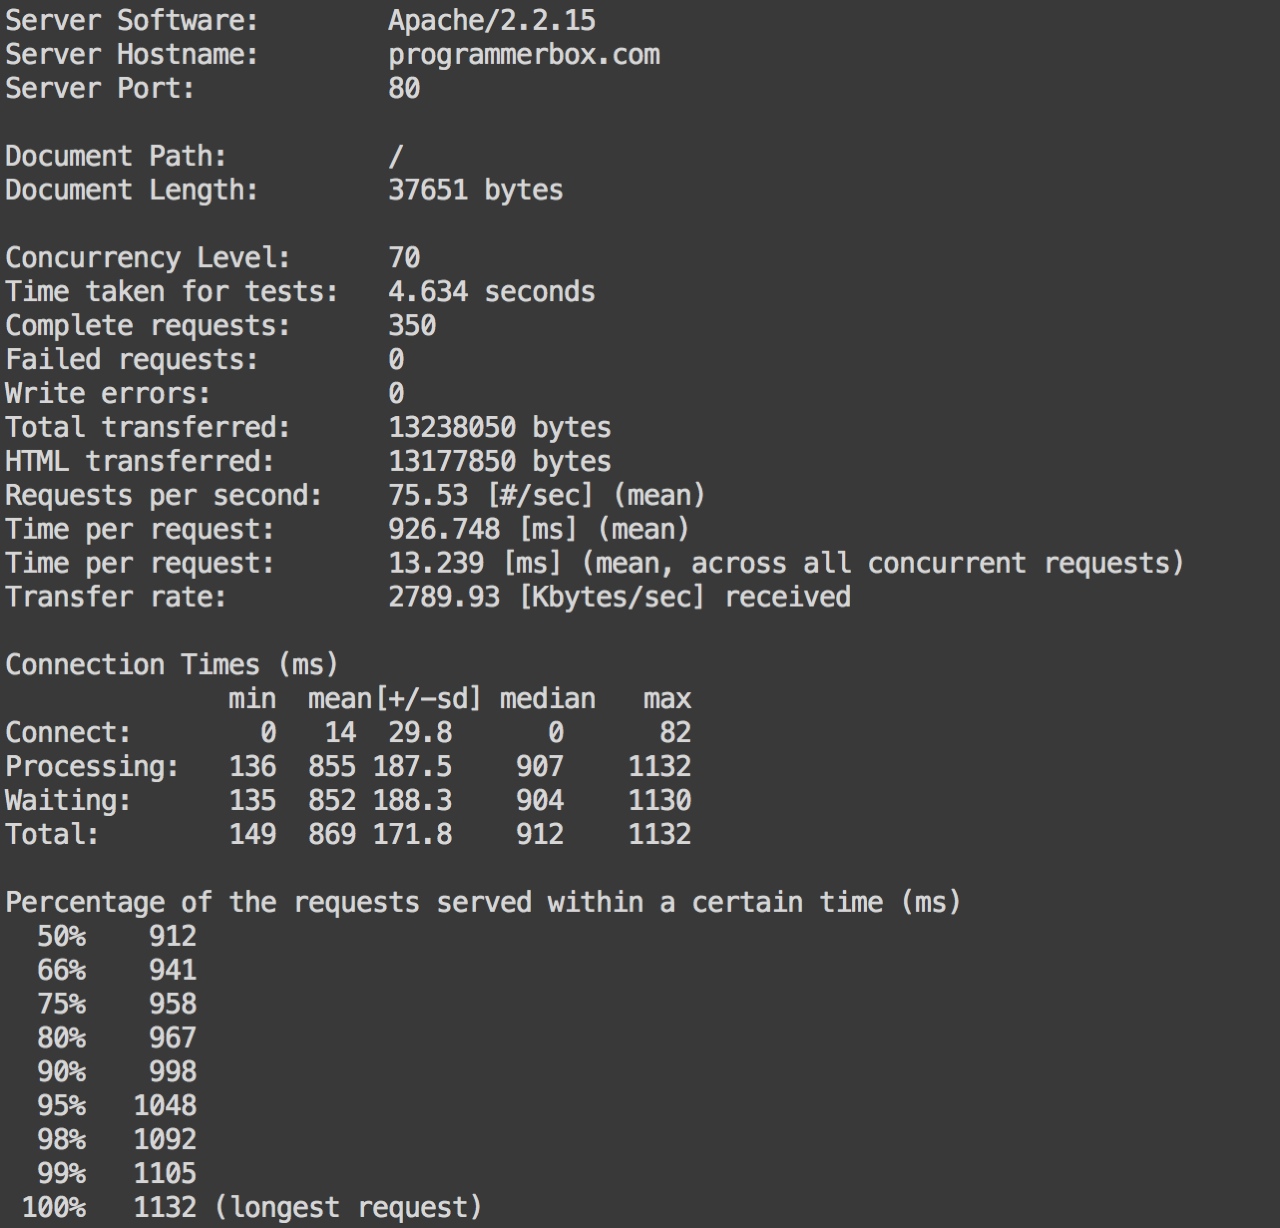 Server Software:        Apache/2.2.15
Server Hostname:        programmerbox.com
Server Port:            80

Document Path:          /
Document Length:        37651 bytes

Concurrency Level:      70
Time taken for tests:   4.634 seconds
Complete requests:      350
Failed requests:        0
Write errors:           0
Total transferred:      13238050 bytes
HTML transferred:       13177850 bytes
Requests per second:    75.53 [#/sec] (mean)
Time per request:       926.748 [ms] (mean)
Time per request:       13.239 [ms] (mean, across all concurrent requests)
Transfer rate:          2789.93 [Kbytes/sec] received

Connection Times (ms)
              min  mean[+/-sd] median   max
Connect:        0   14  29.8      0      82
Processing:   136  855 187.5    907    1132
Waiting:      135  852 188.3    904    1130
Total:        149  869 171.8    912    1132

Percentage of the requests served within a certain time (ms)
  50%    912
  66%    941
  75%    958
  80%    967
  90%    998
  95%   1048
  98%   1092
  99%   1105
 100%   1132 (longest request)